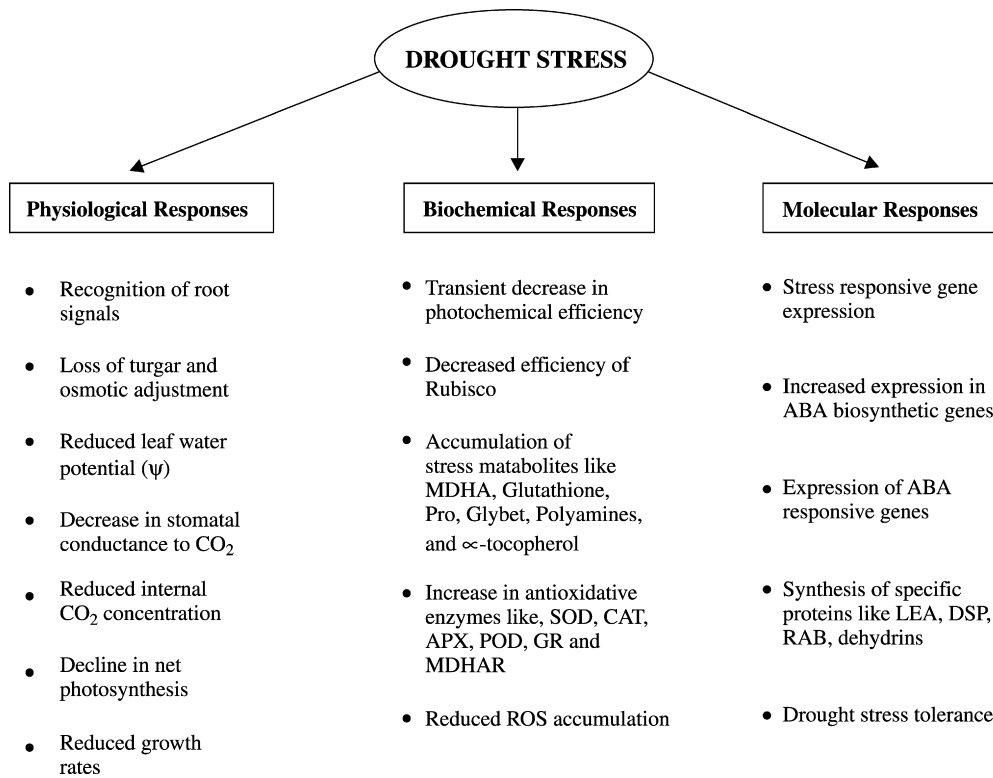 DROUGHT STRESS
Physiological Responses
• Recognition of root
signals
• Loss of turgar and
osmotic adjustment
• Reduced leaf water
potential (ψ)
• Decrease in stomatal
conductance to CO₂
• Reduced internal
CO₂ concentration
• Decline in net
photosynthesis
• Reduced growth
rates
Biochemical Responses
• Transient decrease in
photochemical efficiency
• Decreased efficiency of
Rubisco
• Accumulation of
stress matabolites like
MDHA, Glutathione,
Pro, Glybet, Polyamines,
and ∝-tocopherol
• Increase in antioxidative
enzymes like, SOD, CAT,
APX, POD, GR and
MDHAR
• Reduced ROS accumulation
Molecular Responses
• Stress responsive gene
expression
• Increased expression in
ABA biosynthetic genes
• Expression of ABA
responsive genes
• Synthesis of specific
proteins like LEA, DSP,
RAB, dehydrins
• Drought stress tolerance